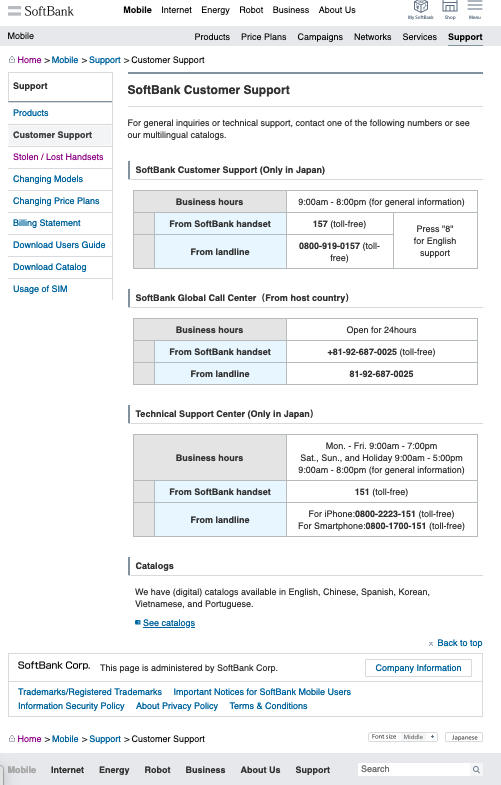 SoftBank
Mobile Internet Energy Robot Business About Us
My SoftBank Shop Menu
Mobile
Products Price Plans Campaigns Networks Services Support
Home > Mobile > Support > Customer Support
Support
Products
Customer Support
Stolen / Lost Handsets
Changing Models
Changing Price Plans
Billing Statement
Download Users Guide
Download Catalog
Usage of SIM
SoftBank Customer Support
For general inquiries or technical support, contact one of the following numbers or see
our multilingual catalogs.
SoftBank Customer Support (Only in Japan)
Business hours 9:00am - 8:00pm (for general information)
From SoftBank handset 157 (toll-free)
From landline 0800-919-0157 (toll-
free)
Press "8"
for English
support
SoftBank Global Call Center（From host country）
Business hours Open for 24hours
From SoftBank handset +81-92-687-0025 (toll-free)
From landline 81-92-687-0025
Technical Support Center (Only in Japan）
Business hours
Mon. - Fri. 9:00am - 7:00pm
Sat., Sun., and Holiday 9:00am - 5:00pm
9:00am - 8:00pm (for general information)
From SoftBank handset 151 (toll-free)
From landline
For iPhone:0800-2223-151 (toll-free)
For Smartphone:0800-1700-151 (toll-free)
Catalogs
We have (digital) catalogs available in English, Chinese, Spanish, Korean,
Vietnamese, and Portuguese.
See catalogs
Back to top
SoftBank Corp. This page is administered by SoftBank Corp.
Company Information
Trademarks/Registered Trademarks Important Notices for SoftBank Mobile Users
Information Security Policy About Privacy Policy Terms & Conditions
Home > Mobile > Support > Customer Support
Font size Middle + Japanese
Mobile Internet Energy Robot Business About Us Support
Search